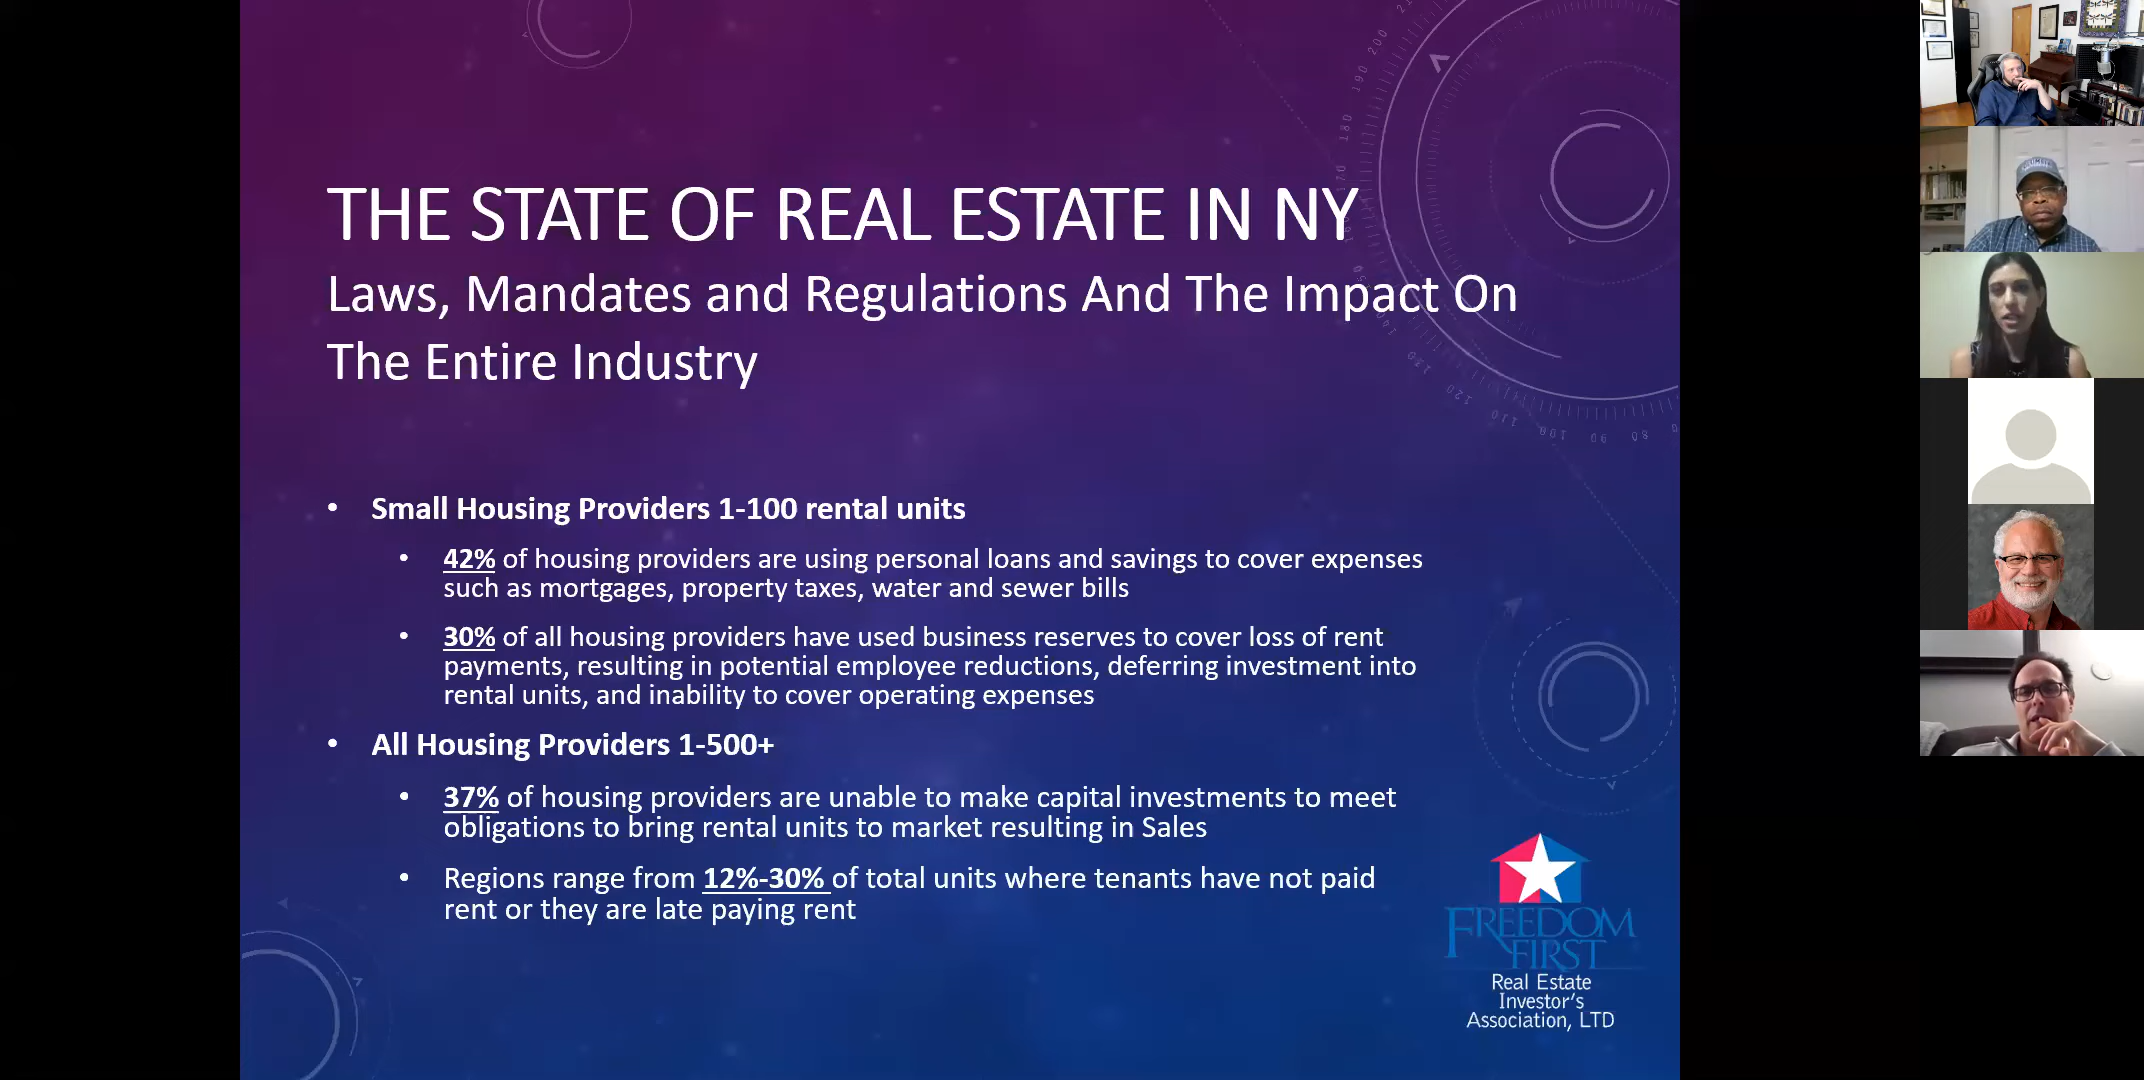 THE STATE OF REAL ESTATE IN NY
Laws, Mandates and Regulations And The Impact On
The Entire Industry
• Small Housing Providers 1-100 rental units
• 42% of housing providers are using personal loans and savings to cover expenses
such as mortgages, property taxes, water and sewer bills
• 30% of all housing providers have used business reserves to cover loss of rent
payments, resulting in potential employee reductions, deferring investment into
rental units, and inability to cover operating expenses
• All Housing Providers 1-500+
• 37% of housing providers are unable to make capital investments to meet
obligations to bring rental units to market resulting in Sales
• Regions range from 12%-30% of total units where tenants have not paid
rent or they are late paying rent
FREEDOM
FIRST
Real Estate
Investor's
Association, LTD